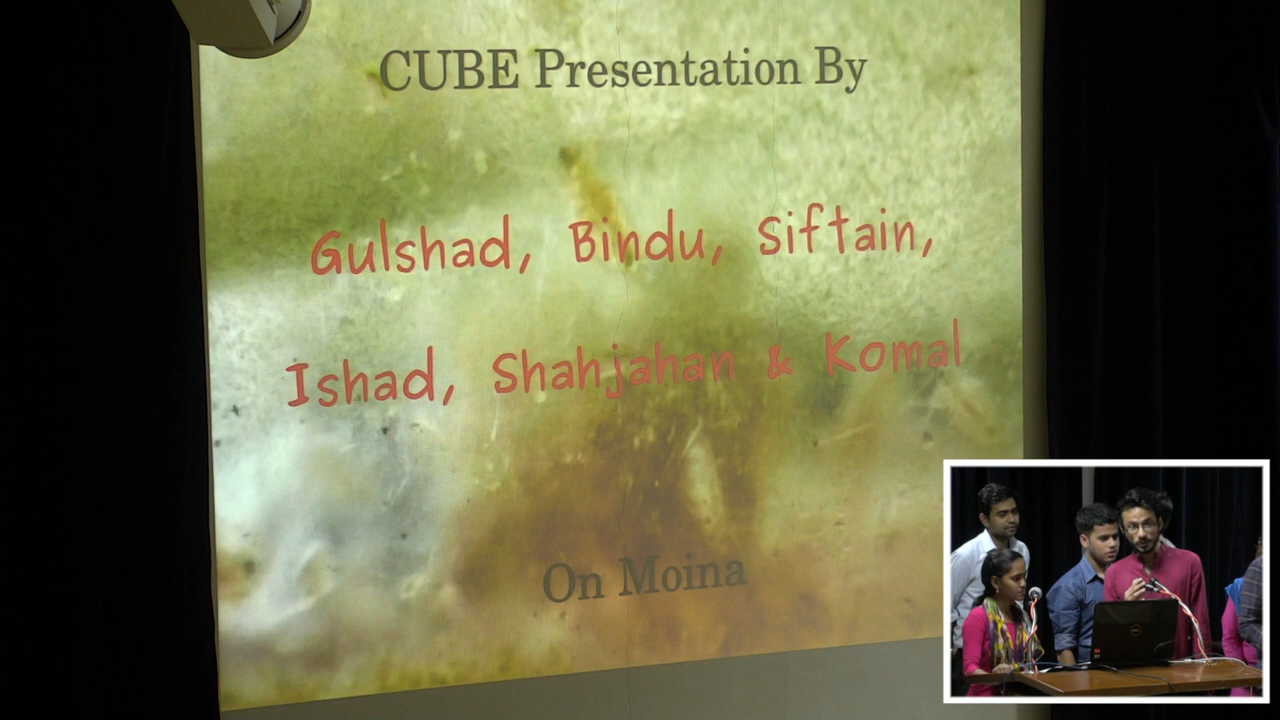 CUBE Presentation By
Gulshad, Bindu, Siftain,
Ishad, Shahjahan & Komal
On Moina